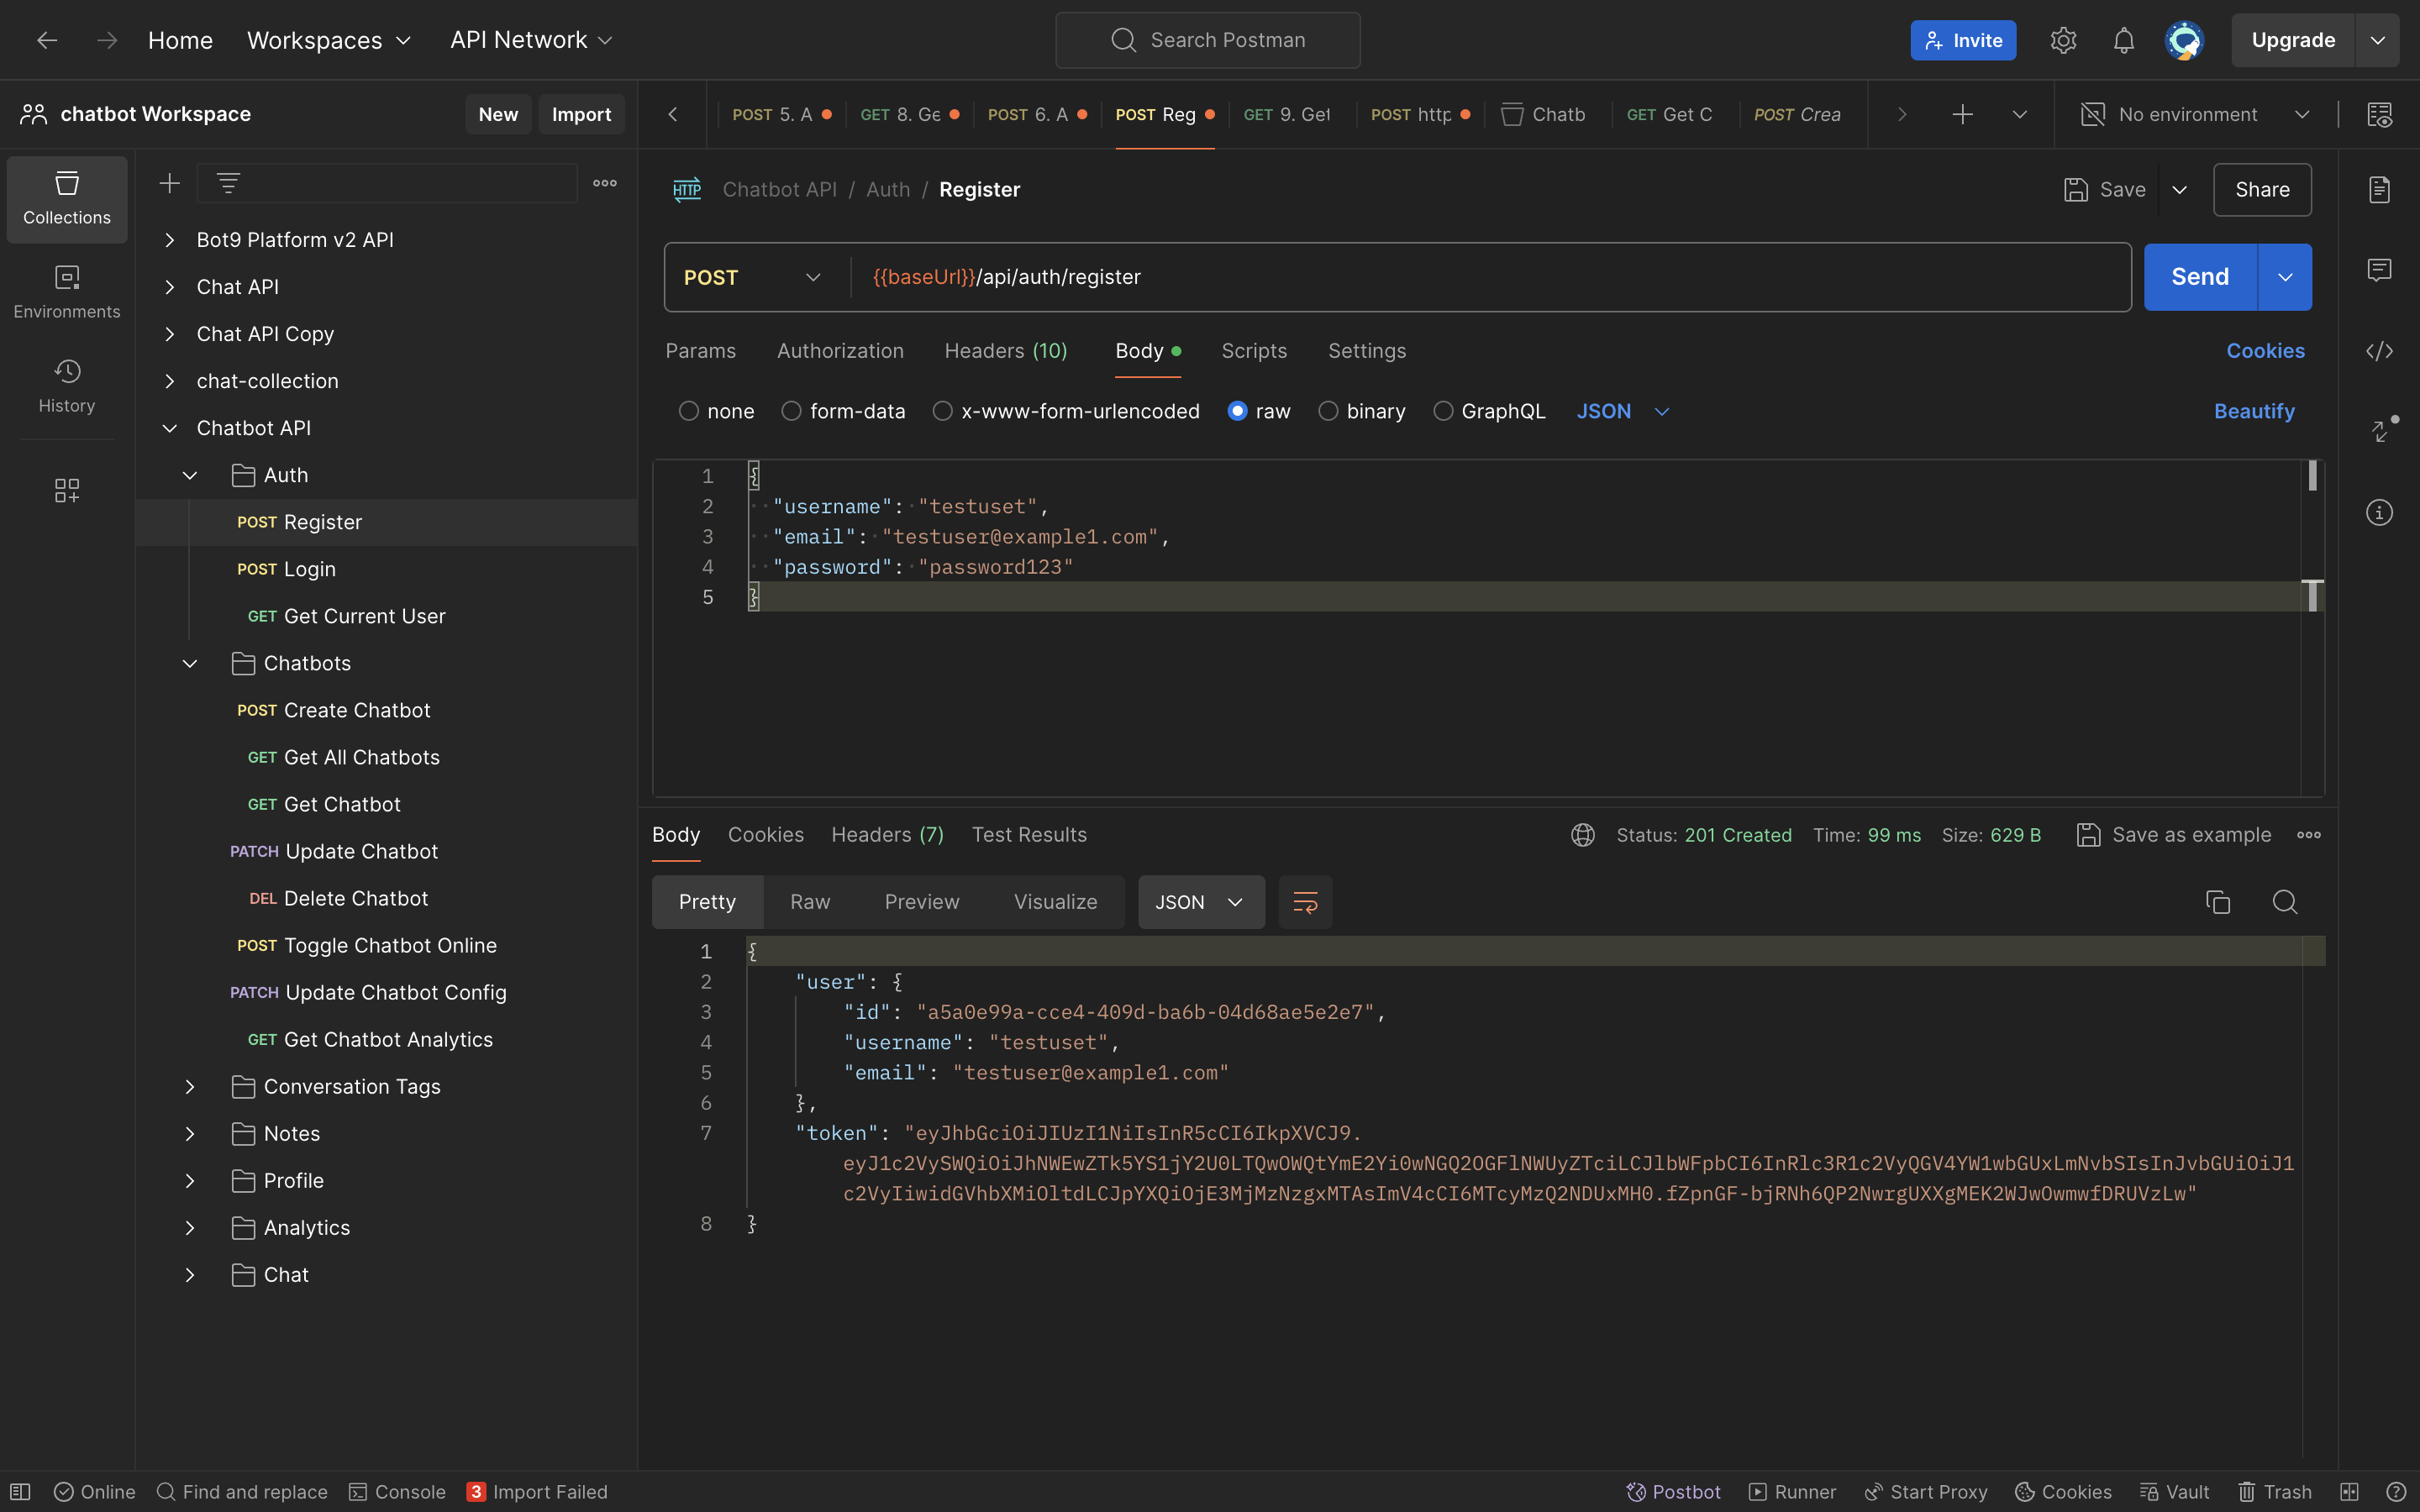 Home
Workspaces
API Network
Search Postman
Invite
Upgrade
chatbot Workspace
New
Import
POST 5. A
GET 8. Ge
POST 6. A
POST Reg
GET 9. Get
POST http
Chatb
GET Get C
POST Crea
No environment
Collections
Environments
History
Bot9 Platform v2 API
Chat API
Chat API Copy
chat-collection
Chatbot API
Auth
POST Register
POST Login
GET Get Current User
Chatbots
POST Create Chatbot
GET Get All Chatbots
GET Get Chatbot
PATCH Update Chatbot
DEL Delete Chatbot
POST Toggle Chatbot Online
PATCH Update Chatbot Config
GET Get Chatbot Analytics
Conversation Tags
Notes
Profile
Analytics
Chat
HTTP Chatbot API / Auth / Register
Save
Share
POST
{{baseUrl}}/api/auth/register
Send
Params
Authorization
Headers (10)
Body
Scripts
Settings
Cookies
none
form-data
x-www-form-urlencoded
raw
binary
GraphQL
JSON
Beautify
1 {
2 "username": "testuset",
3 "email": "testuser@example1.com",
4 "password": "password123"
5 }
Body
Cookies
Headers (7)
Test Results
Status: 201 Created
Time: 99 ms
Size: 629 B
Save as example
Pretty
Raw
Preview
Visualize
JSON
1 {
2 "user": {
3 "id": "a5a0e99a-cce4-409d-ba6b-04d68ae5e2e7",
4 "username": "testuset",
5 "email": "testuser@example1.com"
6 },
7 "token": "eyJhbGciOiJIUzI1NiIsInR5cCI6IkpXVCJ9.
eyJ1c2VySWQiOiJhNWEwZTk5YS1jY2U0LTQwOWQtYmE2Yi0wNGQ2OGFlNWUyZTciLCJlbWFpbCI6InRlc3R1c2VyQGV4YW1wbGUxLmNvbSIsInJvbGUiOiJ1
c2VyIiwidGVhbXMiOltdLCJpYXQiOjE3MjMzNzgxMTAsImV4cCI6MTcyMzQ2NDUxMH0.fZpnGF-bjRNh6QP2NwrgUXXgMEK2WJwOwmwfDRUVzLw"
8 }
Online
Find and replace
Console
3 Import Failed
Postbot
Runner
Start Proxy
Cookies
Vault
Trash